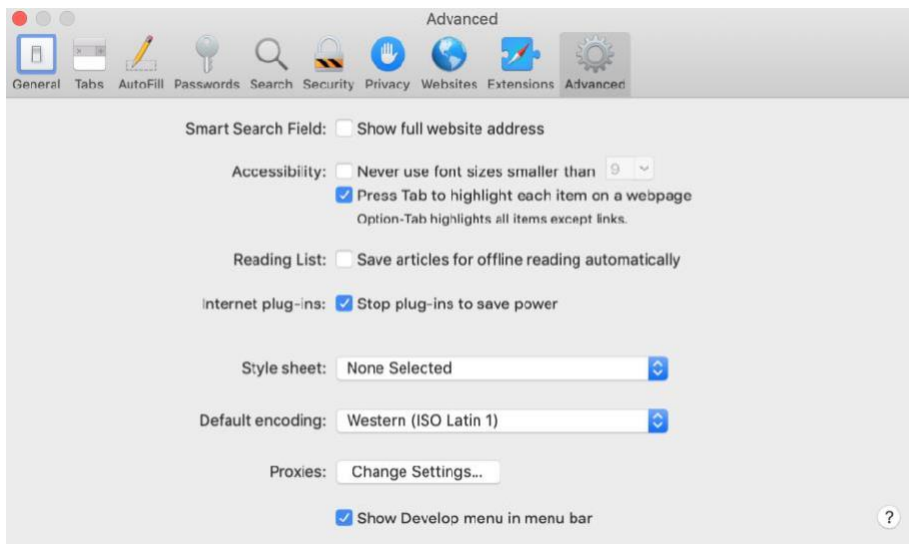 Advanced
General Tabs AutoFill Passwords Search Security Privacy Websites Extensions Advanced
Smart Search Field: Show full website address
Accessibility: Never use font sizes smaller than 9
Press Tab to highlight each item on a webpage
Option-Tab highlights all items except links.
Reading List: Save articles for offline reading automatically
Internet plug-ins: Stop plug-ins to save power
Style sheet: None Selected
Default encoding: Western (ISO Latin 1)
Proxies: Change Settings...
Show Develop menu in menu bar
?